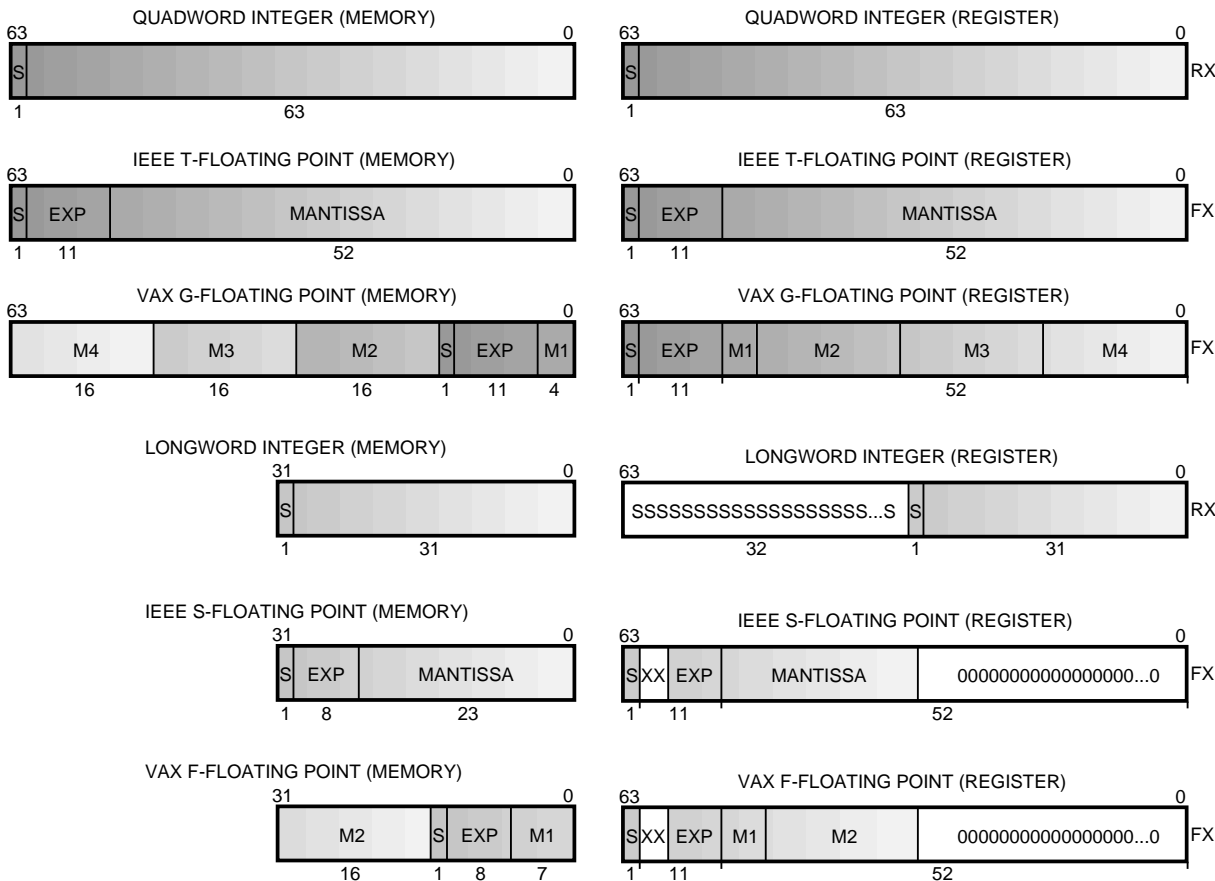 QUADWORD INTEGER (MEMORY)
63 0
S
1 63
QUADWORD INTEGER (REGISTER)
63 0
S RX
1 63
IEEE T-FLOATING POINT (MEMORY)
63 0
S EXP MANTISSA
1 11 52
IEEE T-FLOATING POINT (REGISTER)
63 0
S EXP MANTISSA FX
1 11 52
VAX G-FLOATING POINT (MEMORY)
63 0
M4 M3 M2 S EXP M1
16 16 16 1 11 4
VAX G-FLOATING POINT (REGISTER)
63 0
S EXP M1 M2 M3 M4 FX
1 11 52
LONGWORD INTEGER (MEMORY)
31 0
S
1 31
LONGWORD INTEGER (REGISTER)
63 0
SSSSSSSSSSSSSSSSSSS...S S RX
32 1 31
IEEE S-FLOATING POINT (MEMORY)
31 0
S EXP MANTISSA
1 8 23
IEEE S-FLOATING POINT (REGISTER)
63 0
S XX EXP MANTISSA 00000000000000000...0 FX
1 11 52
VAX F-FLOATING POINT (MEMORY)
31 0
M2 S EXP M1
16 1 8 7
VAX F-FLOATING POINT (REGISTER)
63 0
S XX EXP M1 M2 00000000000000000...0 FX
1 11 52